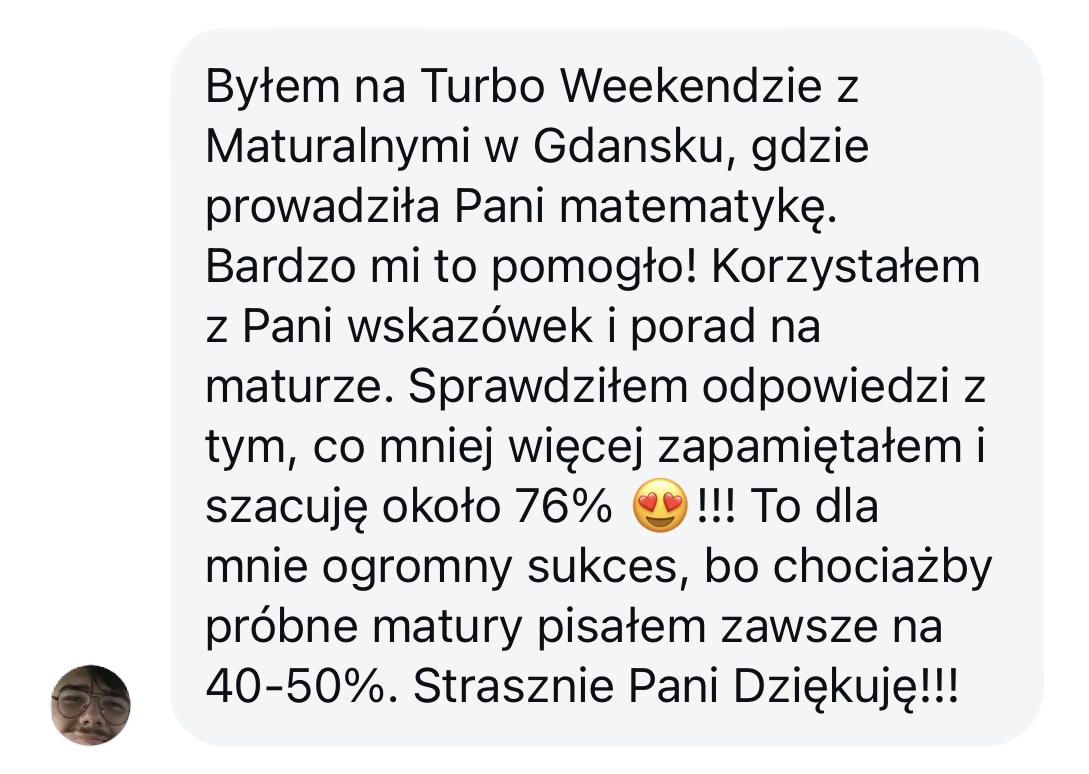 Byłem na Turbo Weekendzie z
Maturalnymi w Gdansku, gdzie
prowadziła Pani matematykę.
Bardzo mi to pomogło! Korzystałem
z Pani wskazówek i porad na
maturze. Sprawdziłem odpowiedzi z
tym, co mniej więcej zapamiętałem i
szacuję około 76% 😍!!! To dla
mnie ogromny sukces, bo chociażby
próbne matury pisałem zawsze na
40-50%. Strasznie Pani Dziękuję!!!